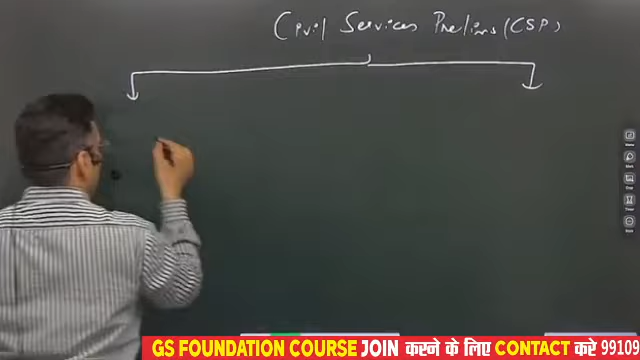 Civil Services Prelims (CSP)
GS FOUNDATION COURSE JOIN करने के लिए CONTACT करे 99109